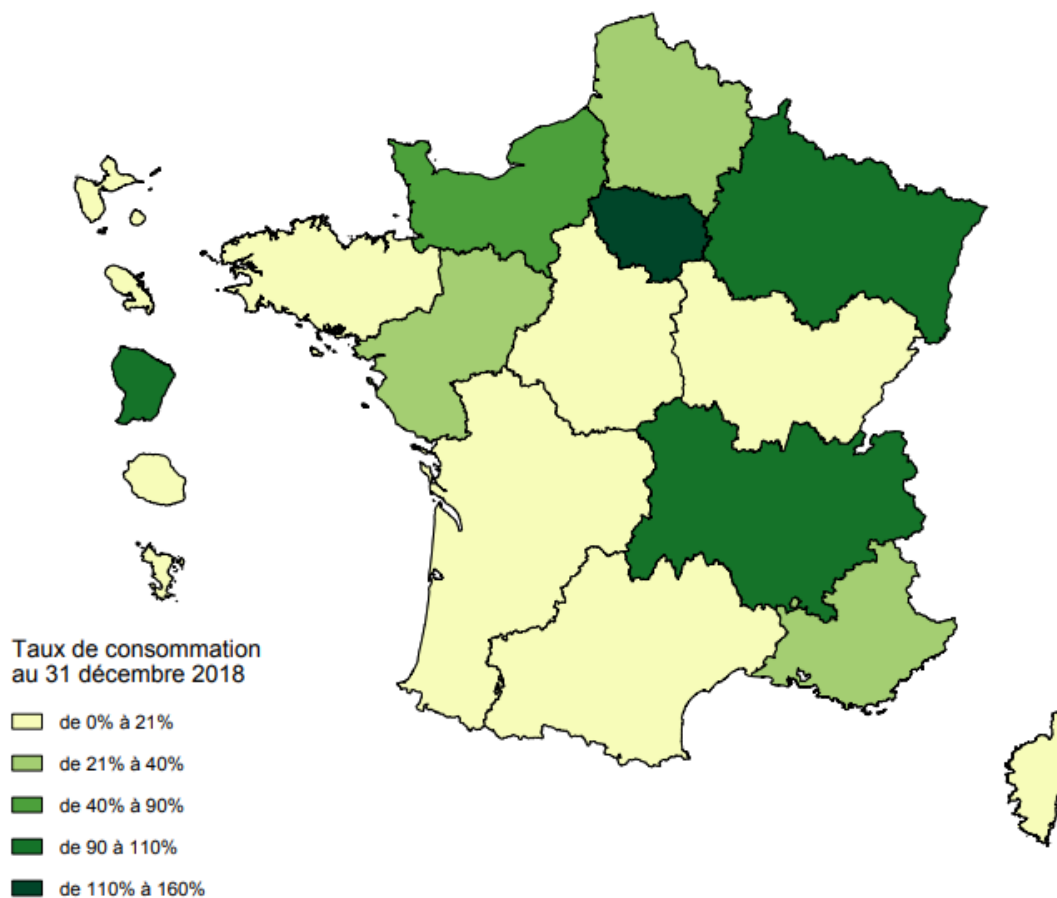 Taux de consommation
au 31 décembre 2018
de 0% à 21%
de 21% à 40%
de 40% à 90%
de 90 à 110%
de 110% à 160%